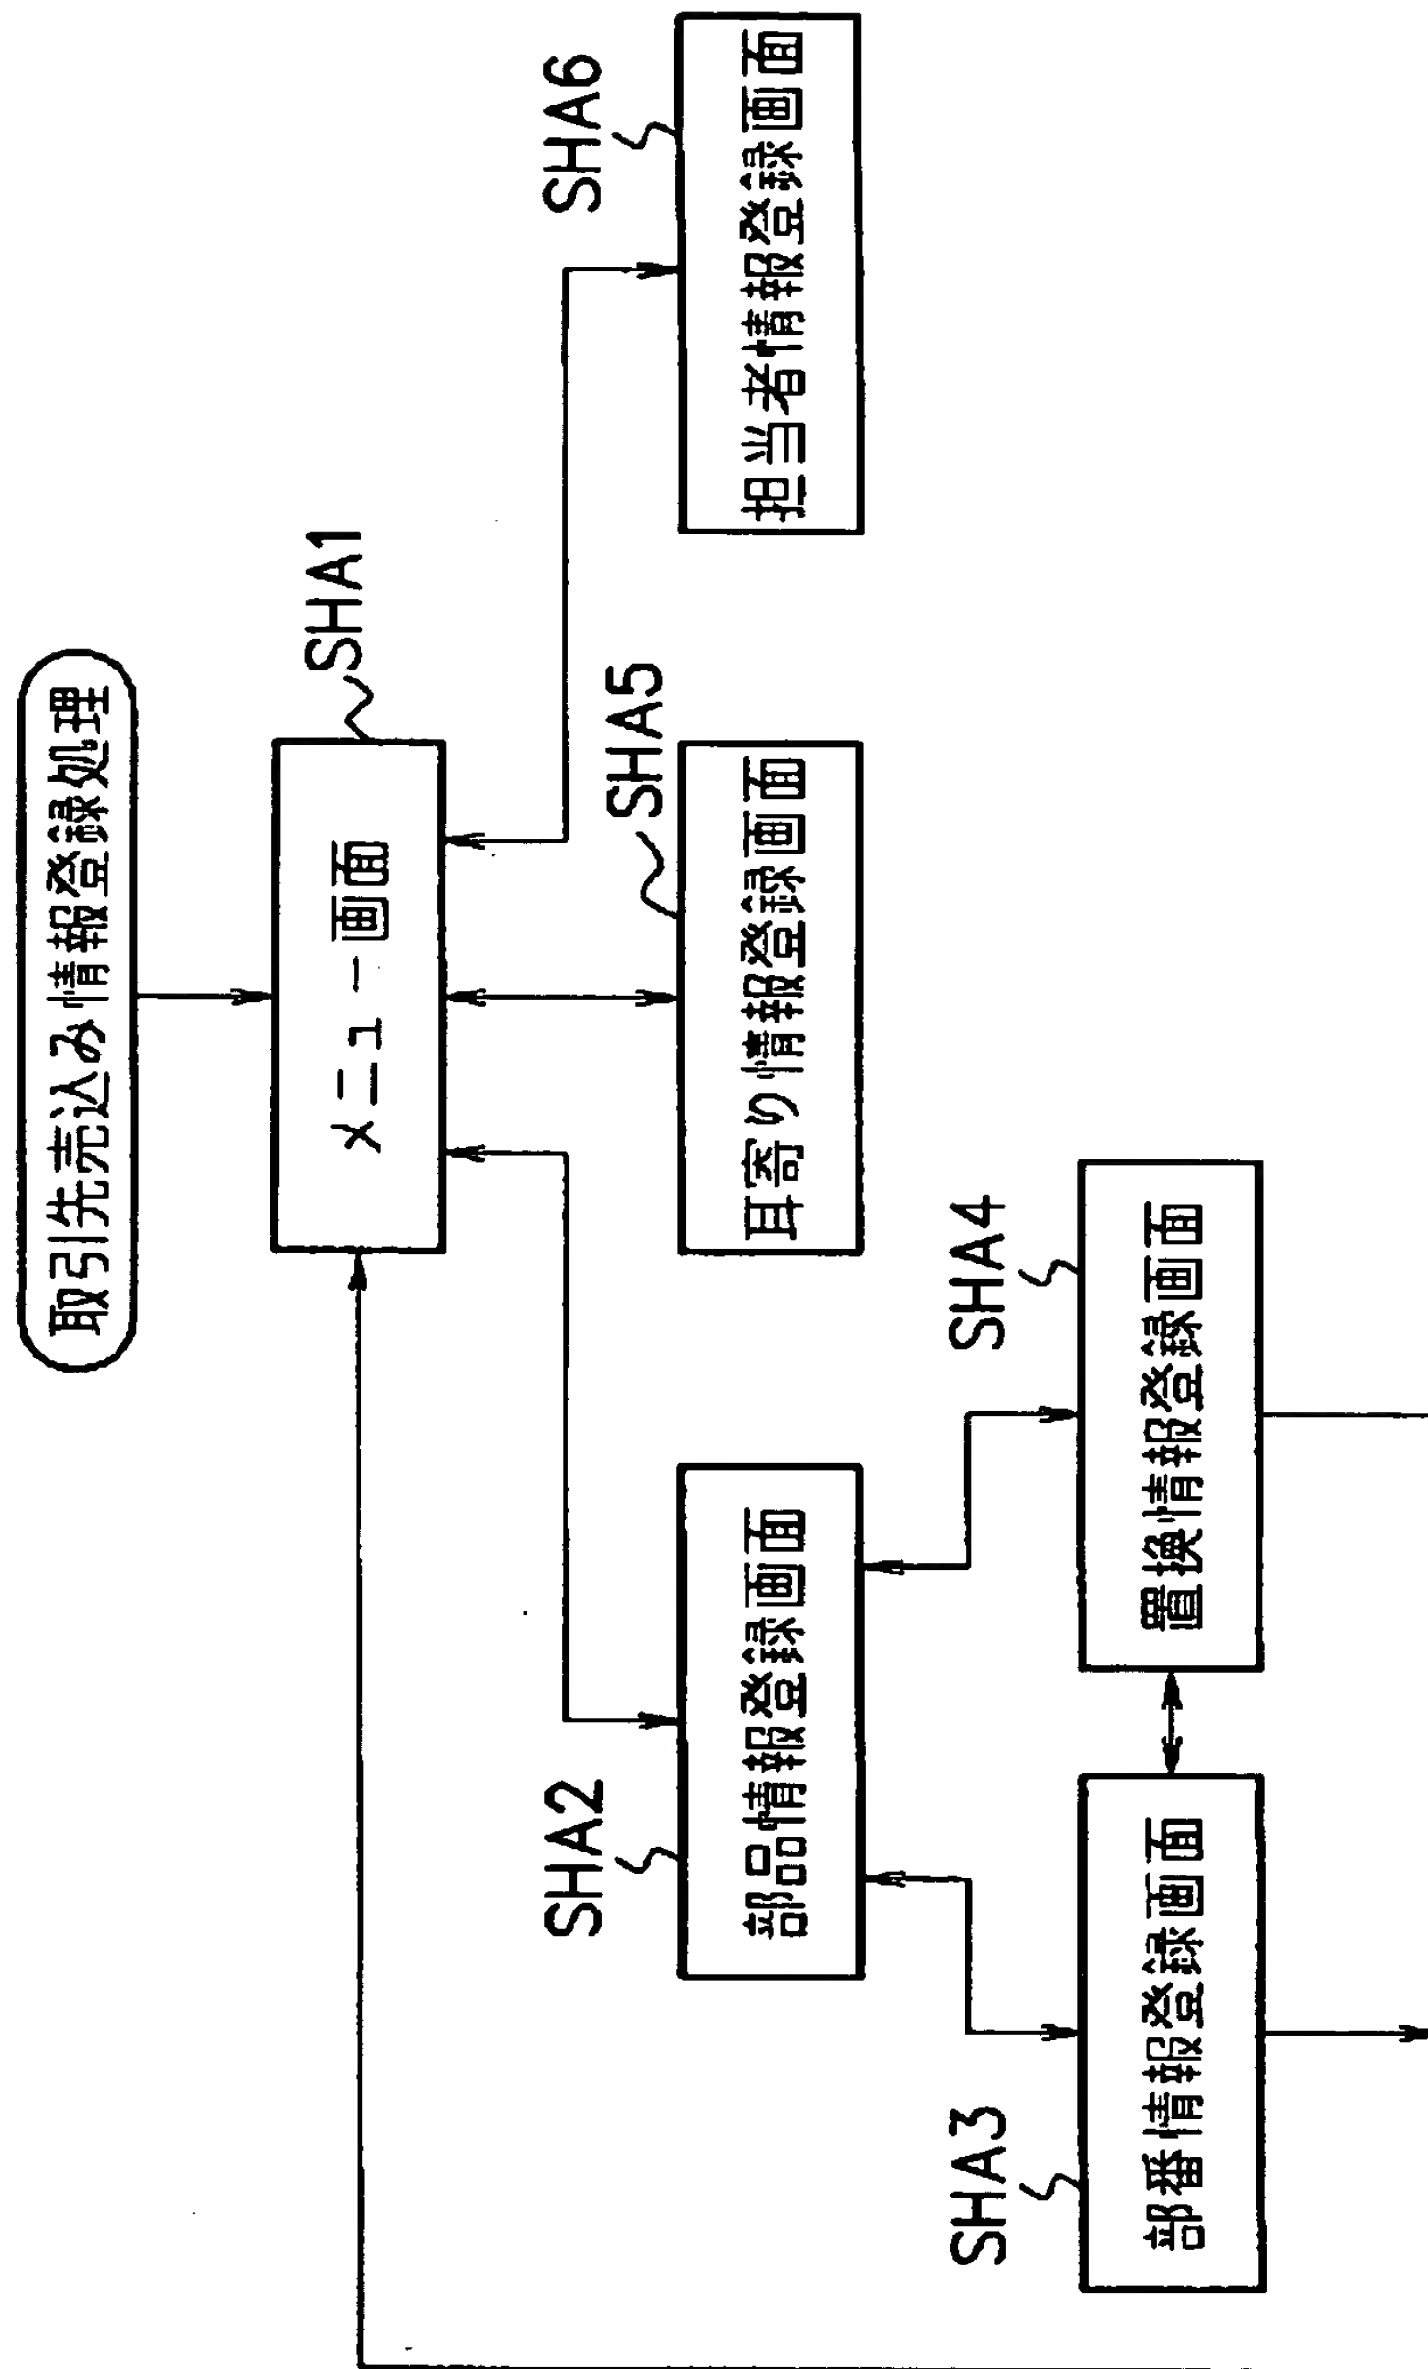 取引先売込み情報登録処理
SHA1
メニュー画面
SHA2
部品情報登録画面
SHA5
耳寄り情報登録画面
SHA6
担当者情報登録画面
SHA3
部番情報登録画面
SHA4
置換情報登録画面